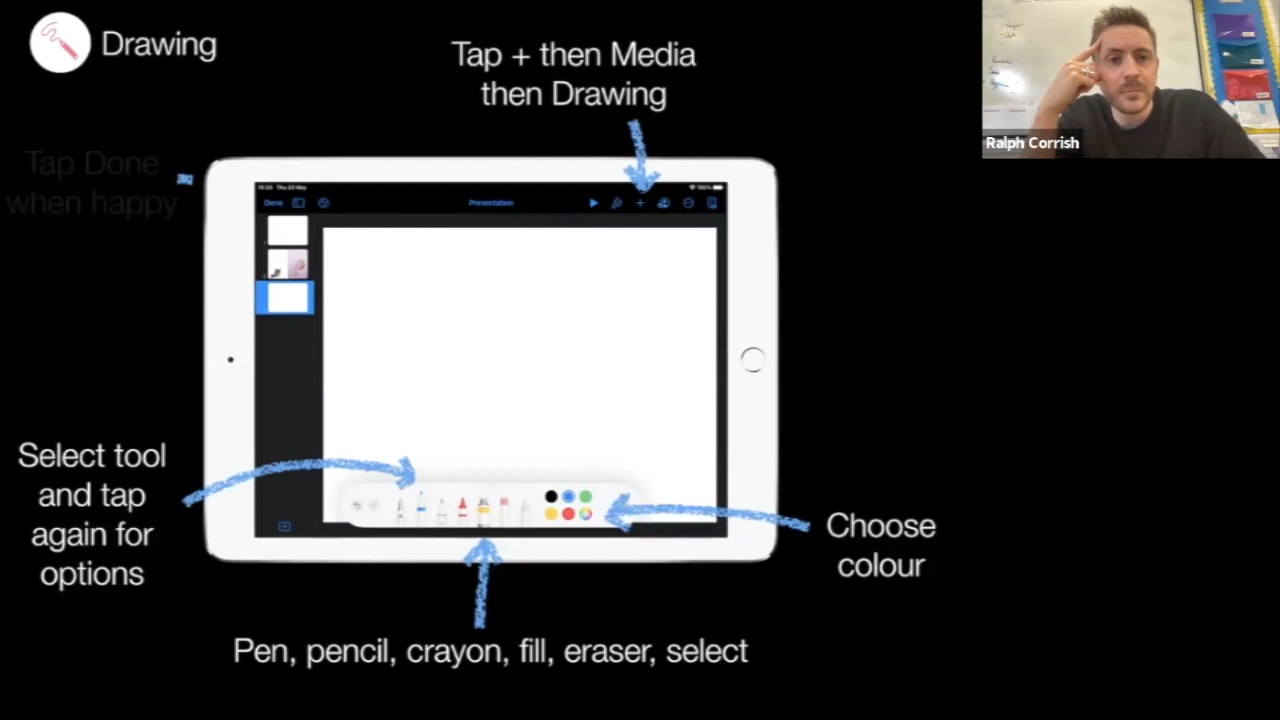 Drawing
Tap + then Media
then Drawing
Ralph Corrish
Tap Done
when happy
Done
Presentation
100%
Select tool
and tap
again for
options
Choose
colour
Pen, pencil, crayon, fill, eraser, select